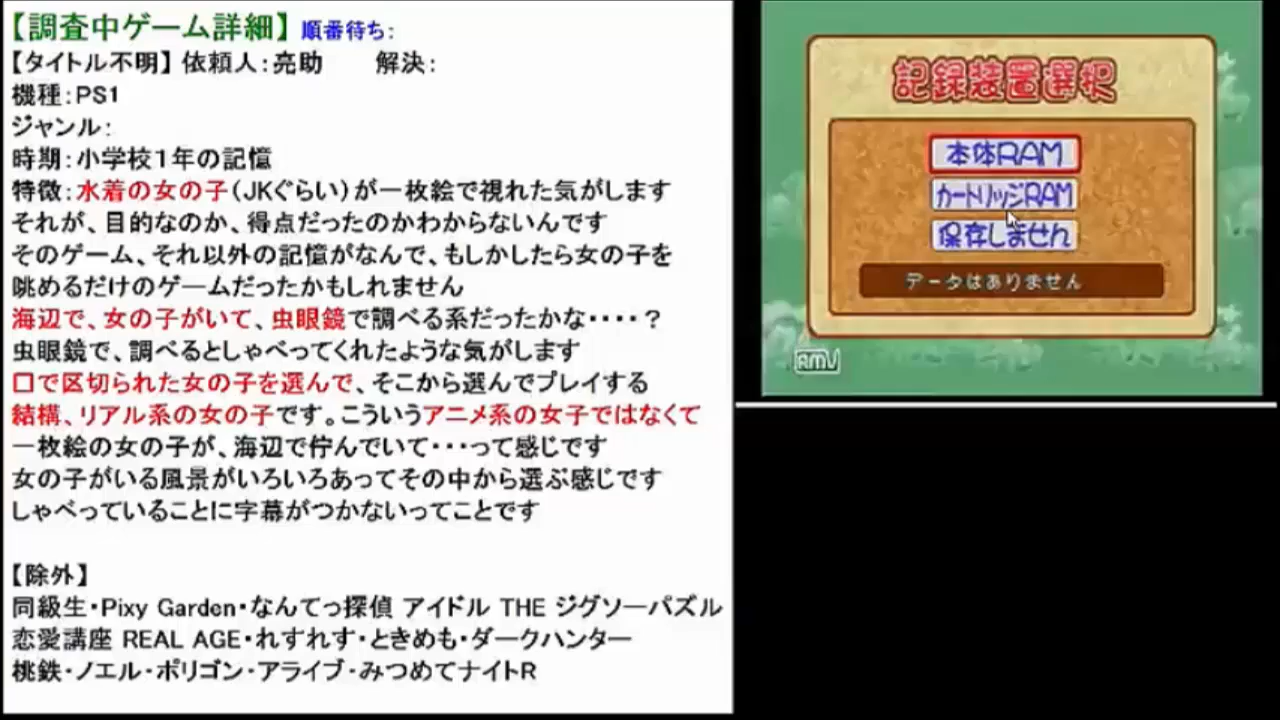 【調査中ゲーム詳細】 順番待ち:
【タイトル不明】 依頼人:亮助 解決:
機種:PS1
ジャンル:
時期:小学校1年の記憶
特徴:水着の女の子(JKぐらい)が一枚絵で視れた気がします
それが、目的なのか、得点だったのかわからないんです
そのゲーム、それ以外の記憶がなんで、もしかしたら女の子を
眺めるだけのゲームだったかもしれません
海辺で、女の子がいて、虫眼鏡で調べる系だったかな・・・・?
虫眼鏡で、調べるとしゃべってくれたような気がします
口で区切られた女の子を選んで、そこから選んでプレイする
結構、リアル系の女の子です。こういうアニメ系の女子ではなくて
一枚絵の女の子が、海辺で佇んでいて・・・って感じです
女の子がいる風景がいろいろあってその中から選ぶ感じです
しゃべっていることに字幕がつかないってことです
【除外】
同級生・Pixy Garden・なんてっ探偵 アイドル THE ジグソーパズル
恋愛講座 REAL AGE・れすれす・ときめも・ダークハンター
桃鉄・ノエル・ポリゴン・アライブ・みつめてナイトR
記録装置選択
本体RAM
カートリッジRAM
保存しません
データはありません
RMV